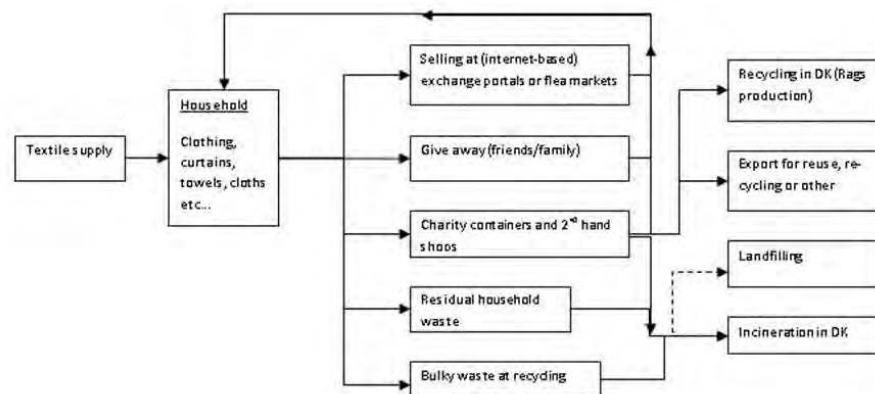 Textile supply
Household
Clothing,
curtains,
towels, cloths
etc...
Selling at (internet-based)
exchange portals or flea markets
Give away (friends/family)
Charity containers and 2nd hand
shops
Residual household
waste
Bulky waste at recycling
Recycling in DK (Rags
production)
Export for reuse, re-
cycling or other
Landfilling
Incineration in DK